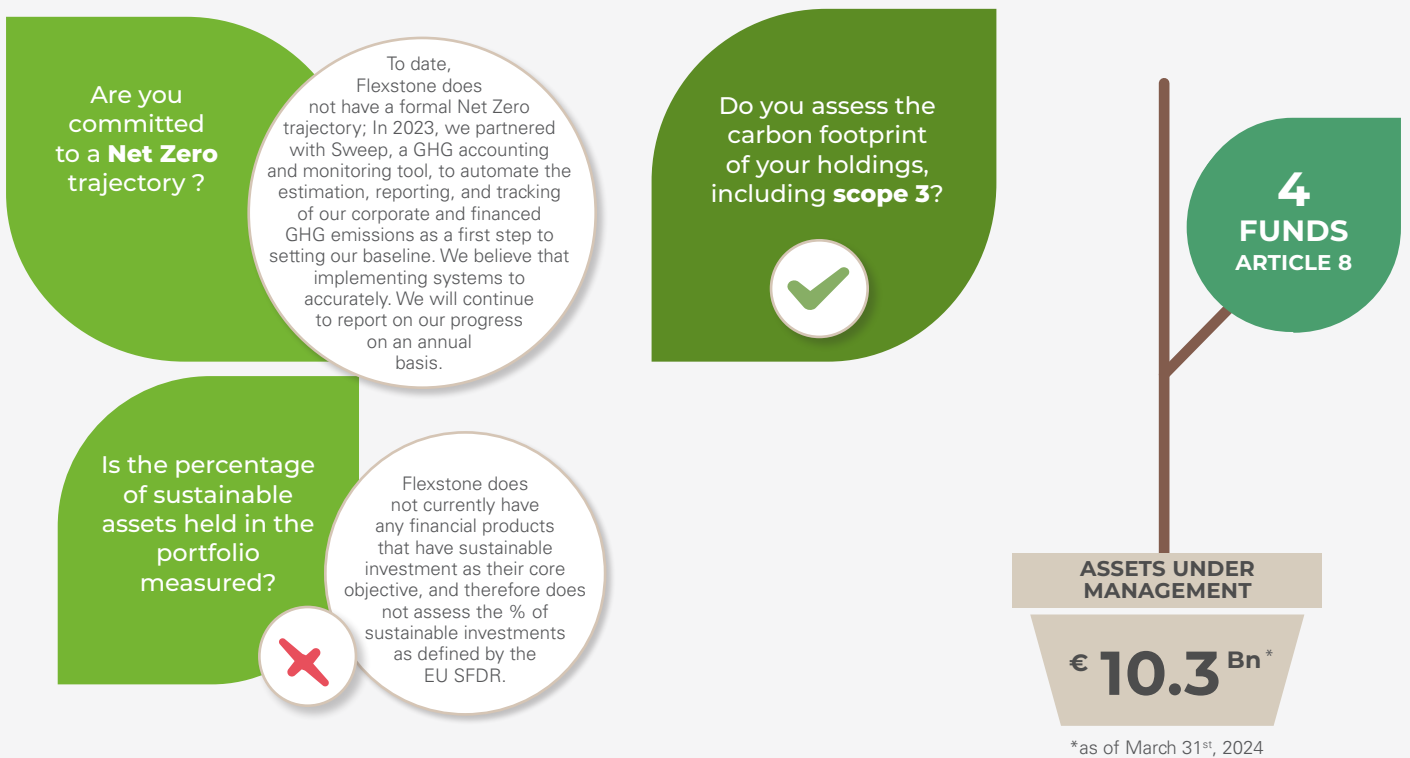 Are you
committed
to a Net Zero
trajectory ?
To date,
Flexstone does
not have a formal Net Zero
trajectory; In 2023, we partnered
with Sweep, a GHG accounting
and monitoring tool, to automate the
estimation, reporting, and tracking
of our corporate and financed
GHG emissions as a first step to
setting our baseline. We believe that
implementing systems to
accurately. We will continue
to report on our progress
on an annual
basis.
Do you assess the
carbon footprint
of your holdings,
including scope 3?
4
FUNDS
ARTICLE 8
Is the percentage
of sustainable
assets held in the
portfolio
measured?
Flexstone does
not currently have
any financial products
that have sustainable
investment as their core
objective, and therefore does
not assess the % of
sustainable investments
as defined by the
EU SFDR.
ASSETS UNDER
MANAGEMENT
€ 10.3 Bn*
*as of March 31st, 2024